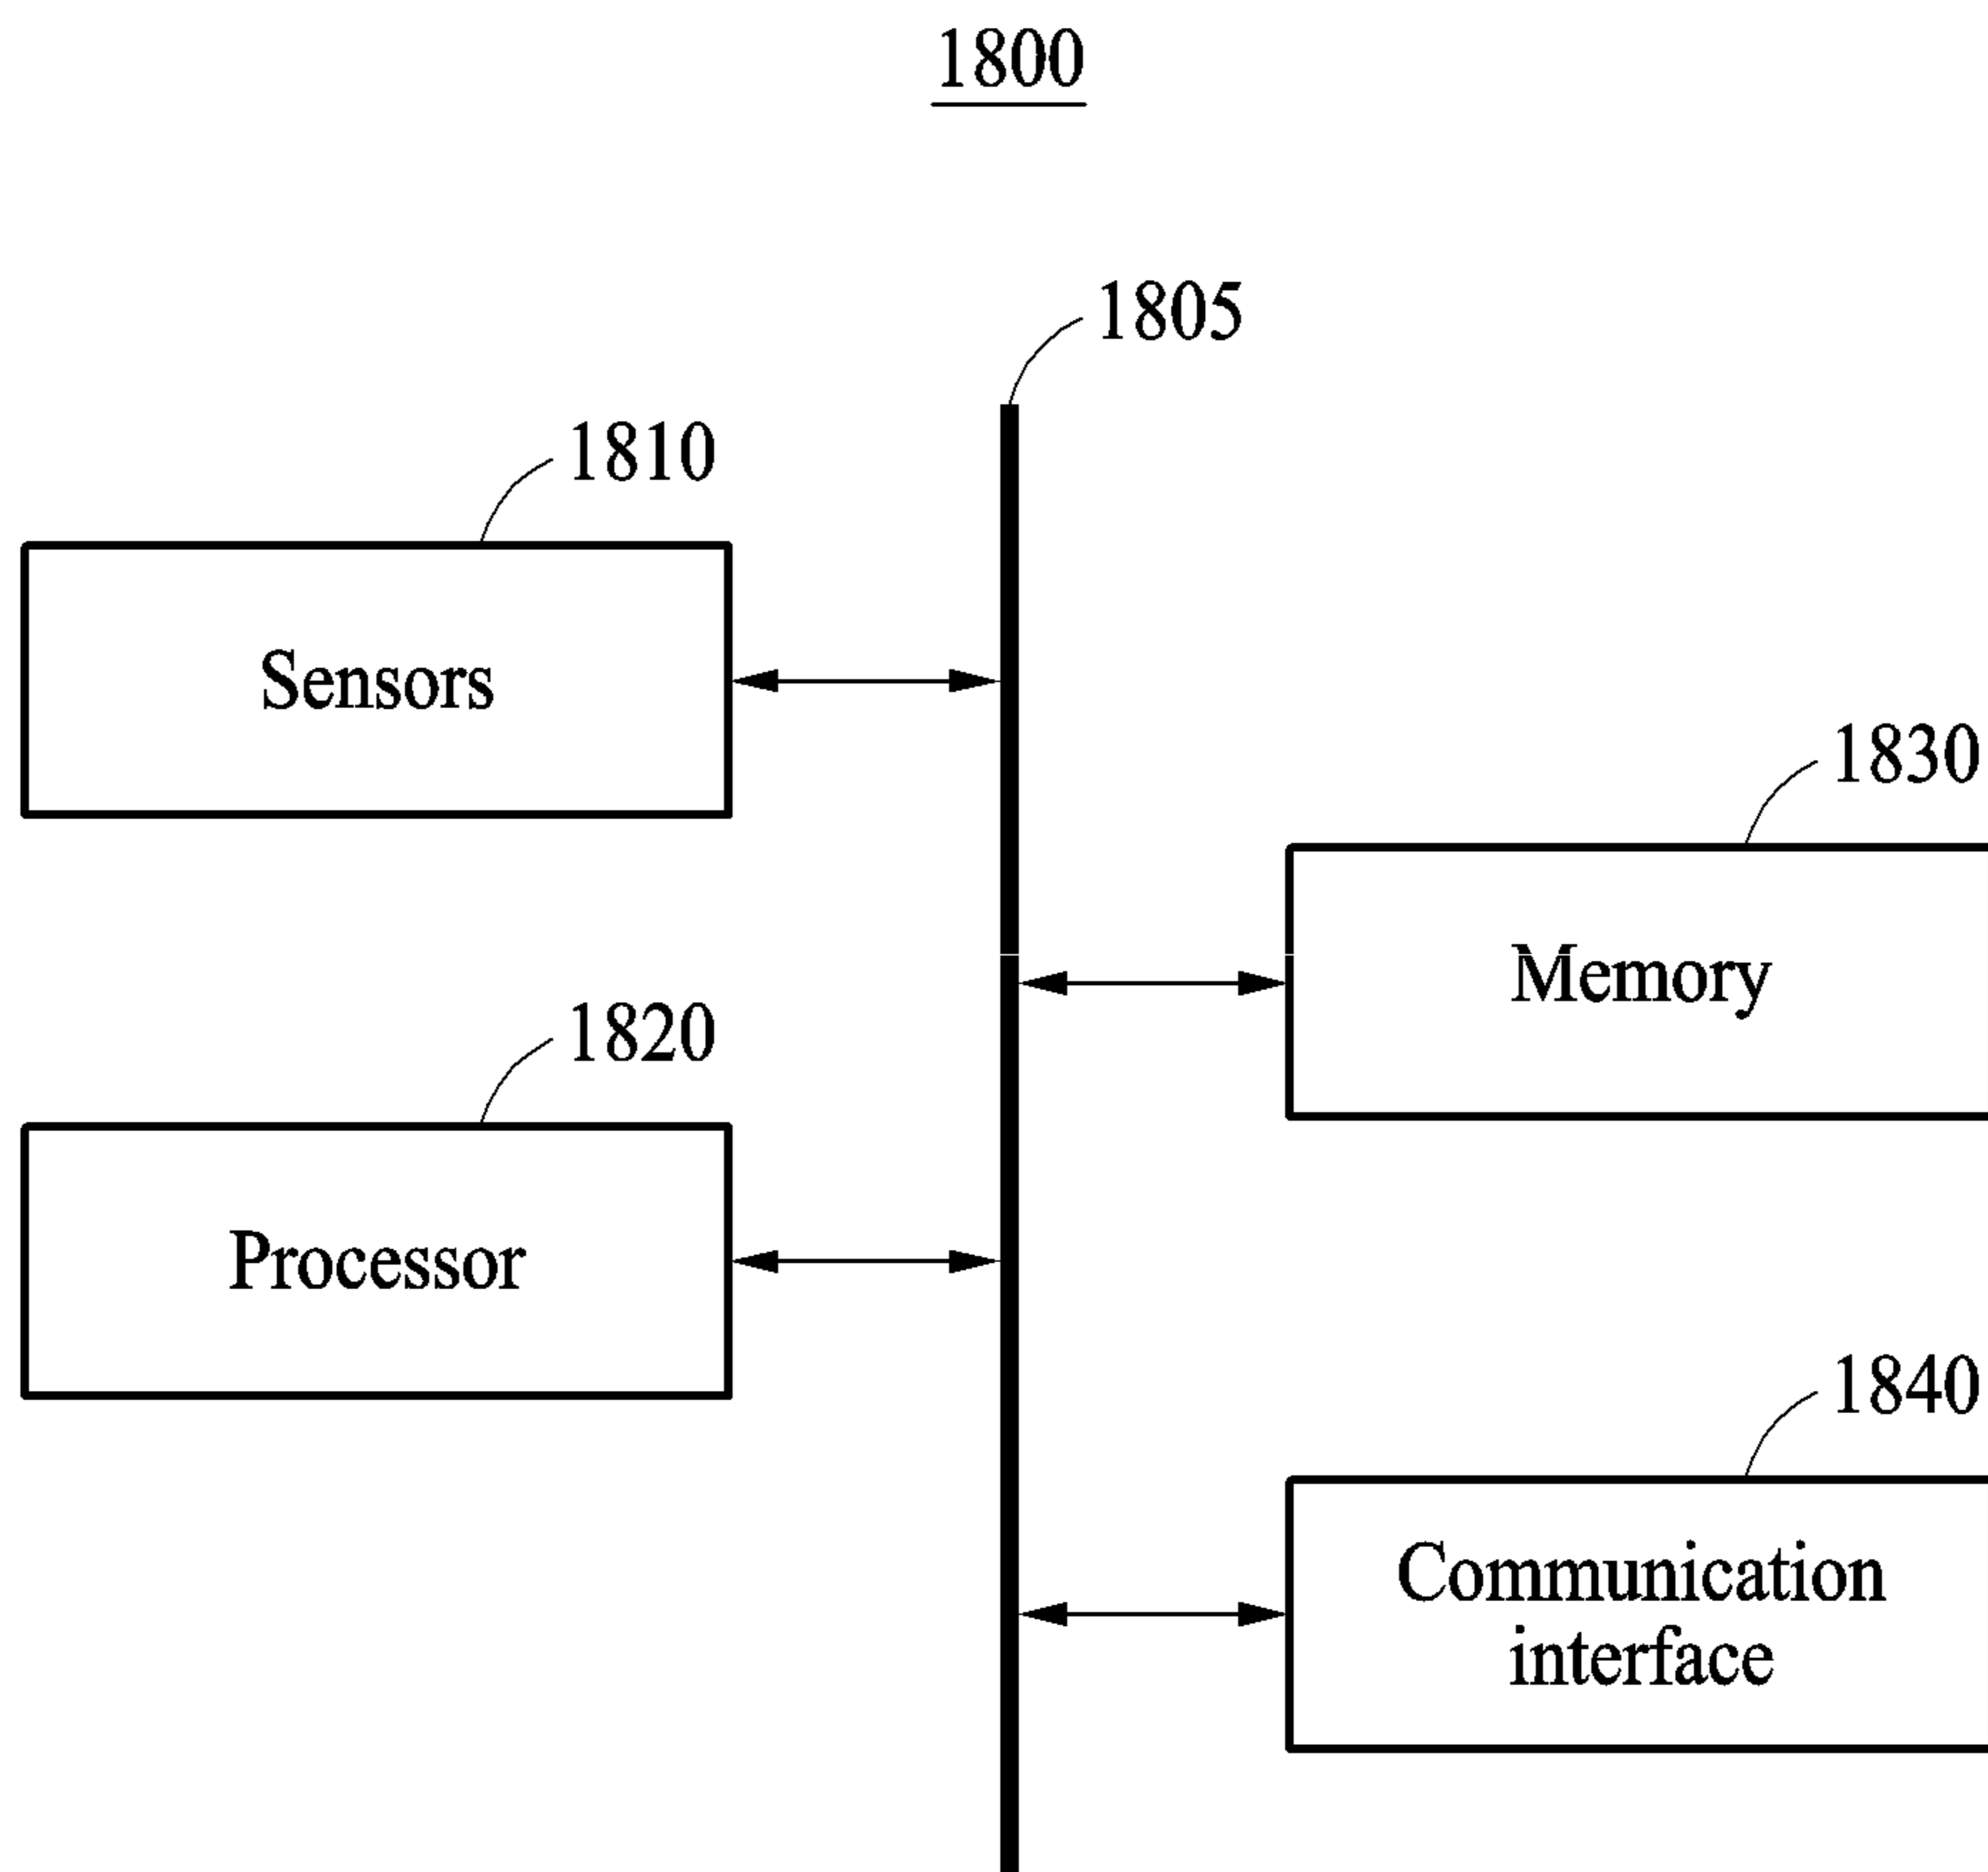 1800
1805
1810
Sensors
1830
Memory
1820
Processor
1840
Communication
interface